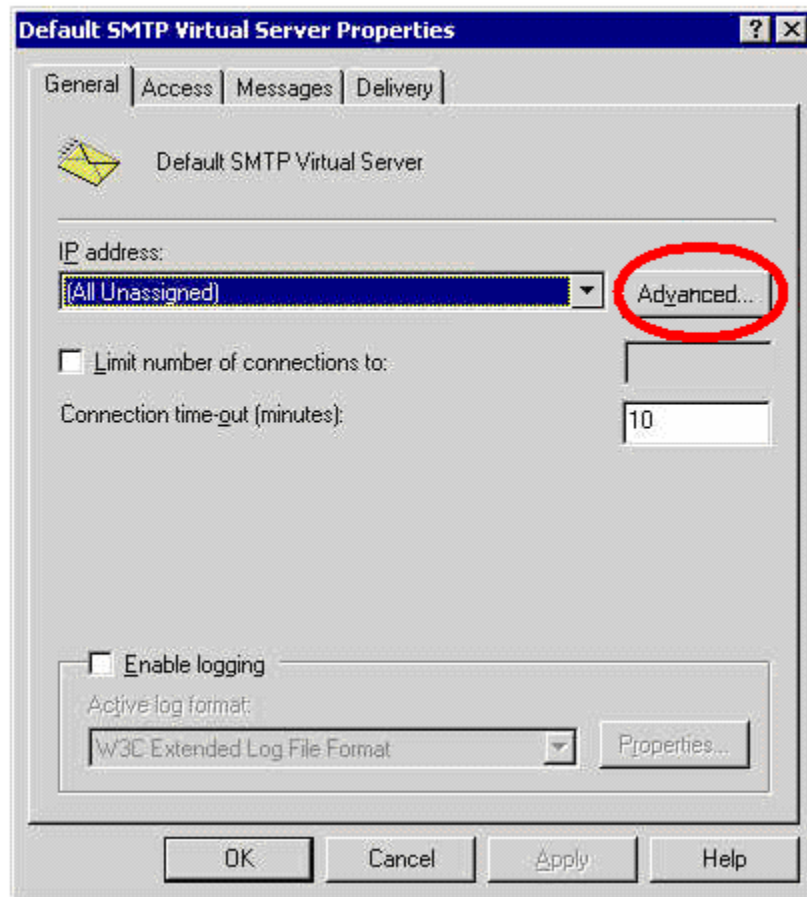 Default SMTP Virtual Server Properties
General Access Messages Delivery
Default SMTP Virtual Server
IP address:
(All Unassigned) Advanced...
Limit number of connections to:
Connection time-out (minutes): 10
Enable logging
Active log format:
W3C Extended Log File Format Properties...
OK Cancel Apply Help